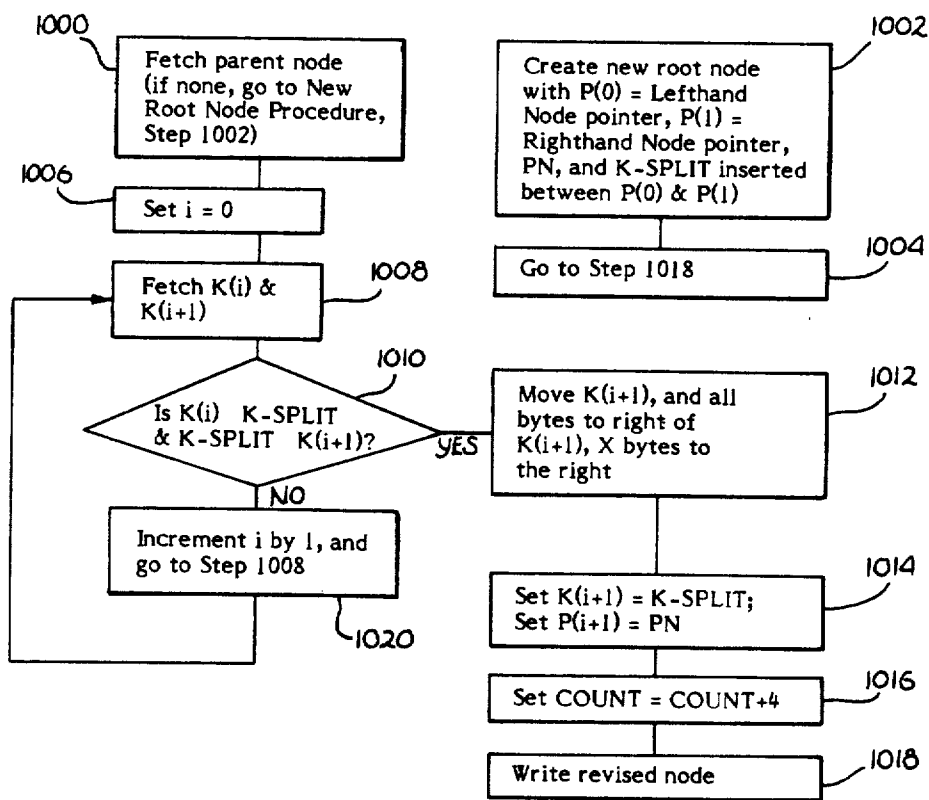 1000
Fetch parent node
(if none, go to New
Root Node Procedure,
Step 1002)
1006
Set i = 0
1008
Fetch K(i) &
K(i+1)
1010
Is K(i) K-SPLIT
& K-SPLIT K(i+1)?
YES
NO
Increment i by 1, and
go to Step 1008
1020
1002
Create new root node
with P(0) = Lefthand
Node pointer, P(1) =
Righthand Node pointer,
PN, and K-SPLIT inserted
between P(0) & P(1)
1004
Go to Step 1018
1012
Move K(i+1), and all
bytes to right of
K(i+1), X bytes to
the right
1014
Set K(i+1) = K-SPLIT;
Set P(i+1) = PN
1016
Set COUNT = COUNT+4
1018
Write revised node